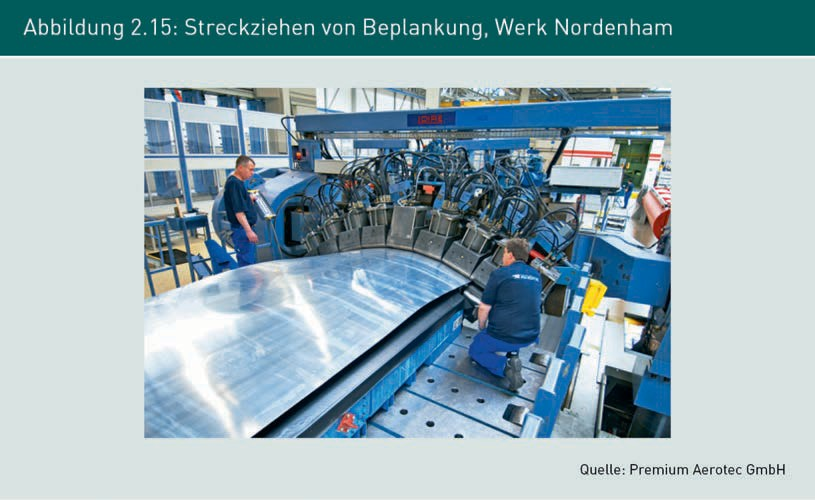 Abbildung 2.15: Streckziehen von Beplankung, Werk Nordenham
Quelle: Premium Aerotec GmbH